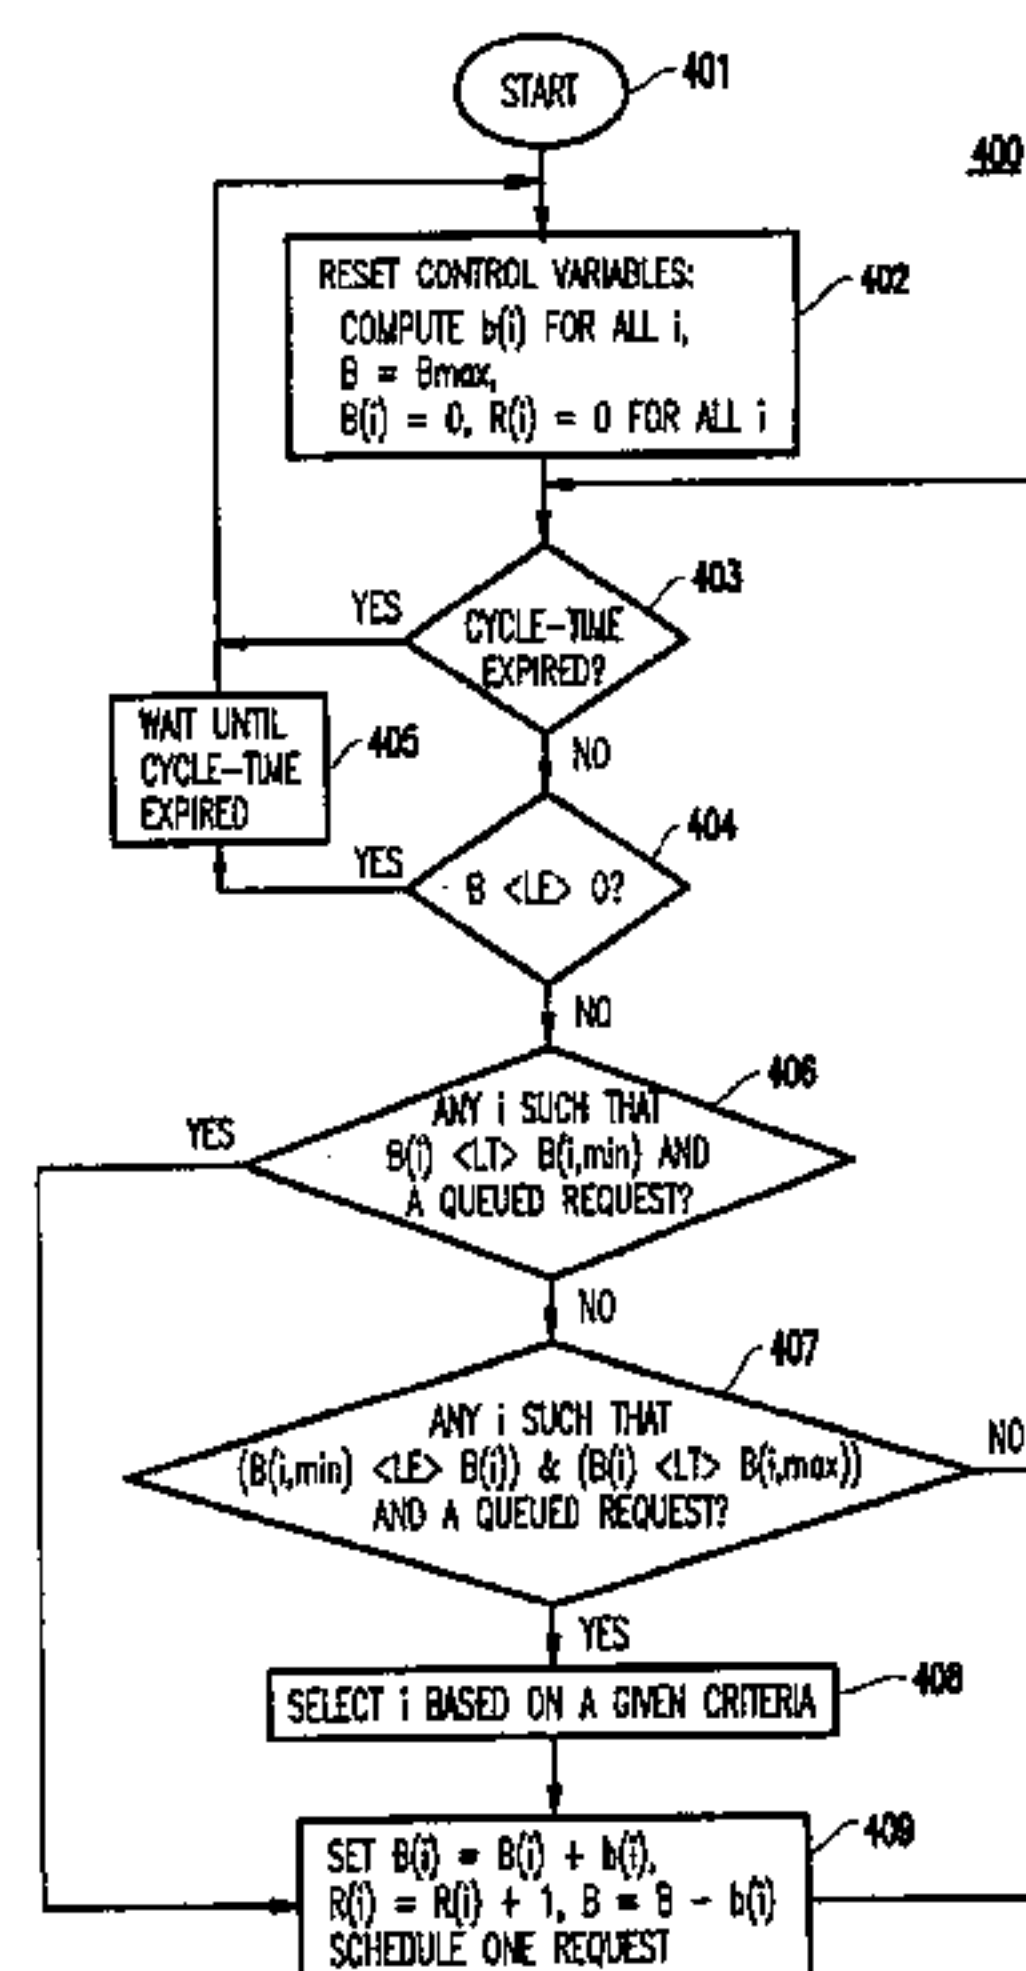 START
401
400
RESET CONTROL VARIABLES:
COMPUTE b(i) FOR ALL i,
B = Bmax,
B(i) = 0, R(i) = 0 FOR ALL i
402
YES
CYCLE-TIME
EXPIRED?
403
NO
WAIT UNTIL
CYCLE-TIME
EXPIRED
405
YES
B <LE> 0?
404
NO
YES
ANY i SUCH THAT
B(i) <LT> B(i,min) AND
A QUEUED REQUEST?
406
NO
ANY i SUCH THAT
(B(i,min) <LE> B(i)) & (B(i) <LT> B(i,max))
AND A QUEUED REQUEST?
407
NO
YES
SELECT i BASED ON A GIVEN CRITERIA
408
SET B(i) = B(i) + b(i),
R(i) = R(i) + 1, B = B - b(i)
SCHEDULE ONE REQUEST
409